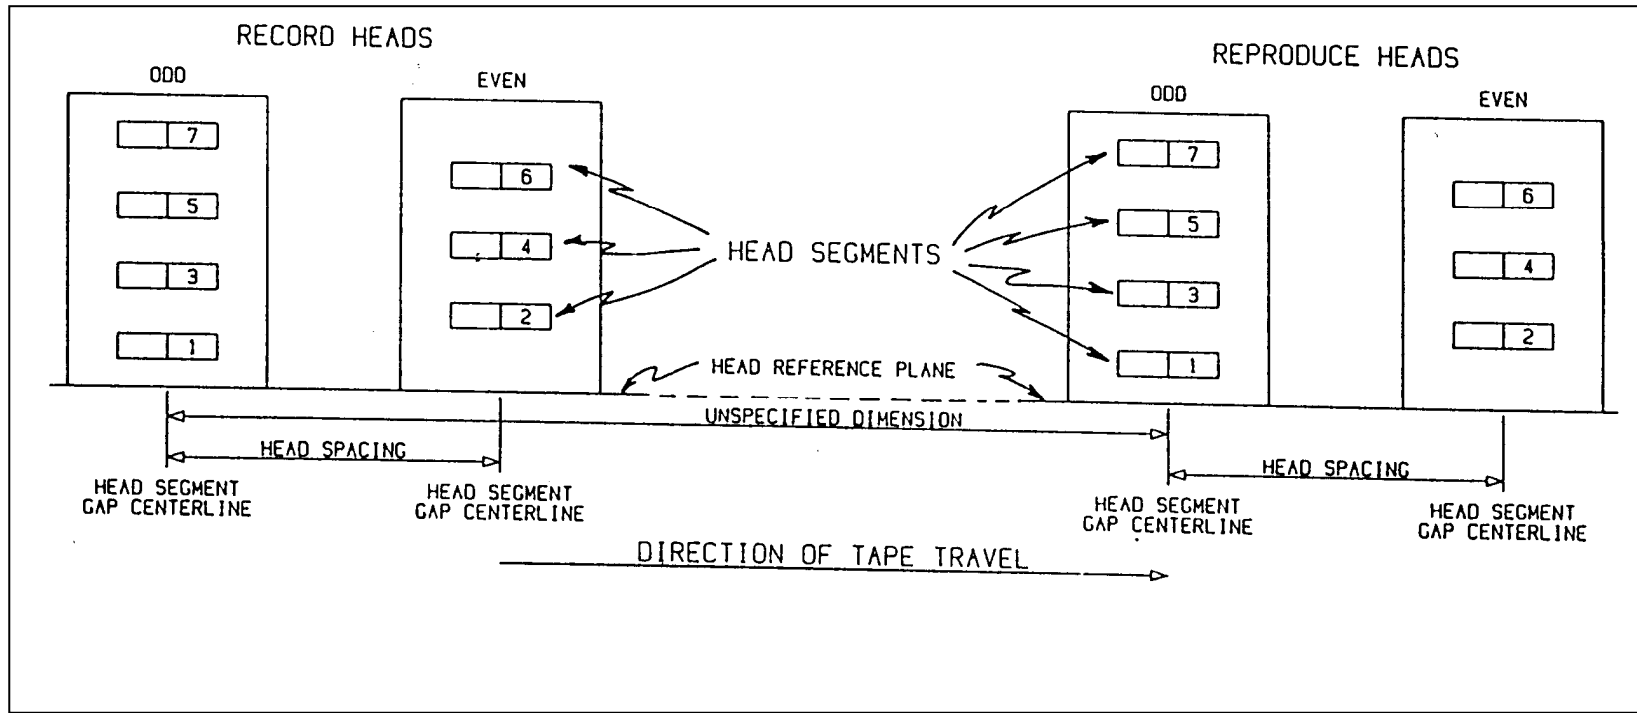 RECORD HEADS
REPRODUCE HEADS
ODD
EVEN
ODD
EVEN
7
5
3
1
6
4
2
7
5
3
1
6
4
2
HEAD SEGMENTS
HEAD REFERENCE PLANE
UNSPECIFIED DIMENSION
HEAD SPACING
HEAD SPACING
HEAD SEGMENT
GAP CENTERLINE
HEAD SEGMENT
GAP CENTERLINE
HEAD SEGMENT
GAP CENTERLINE
HEAD SEGMENT
GAP CENTERLINE
DIRECTION OF TAPE TRAVEL